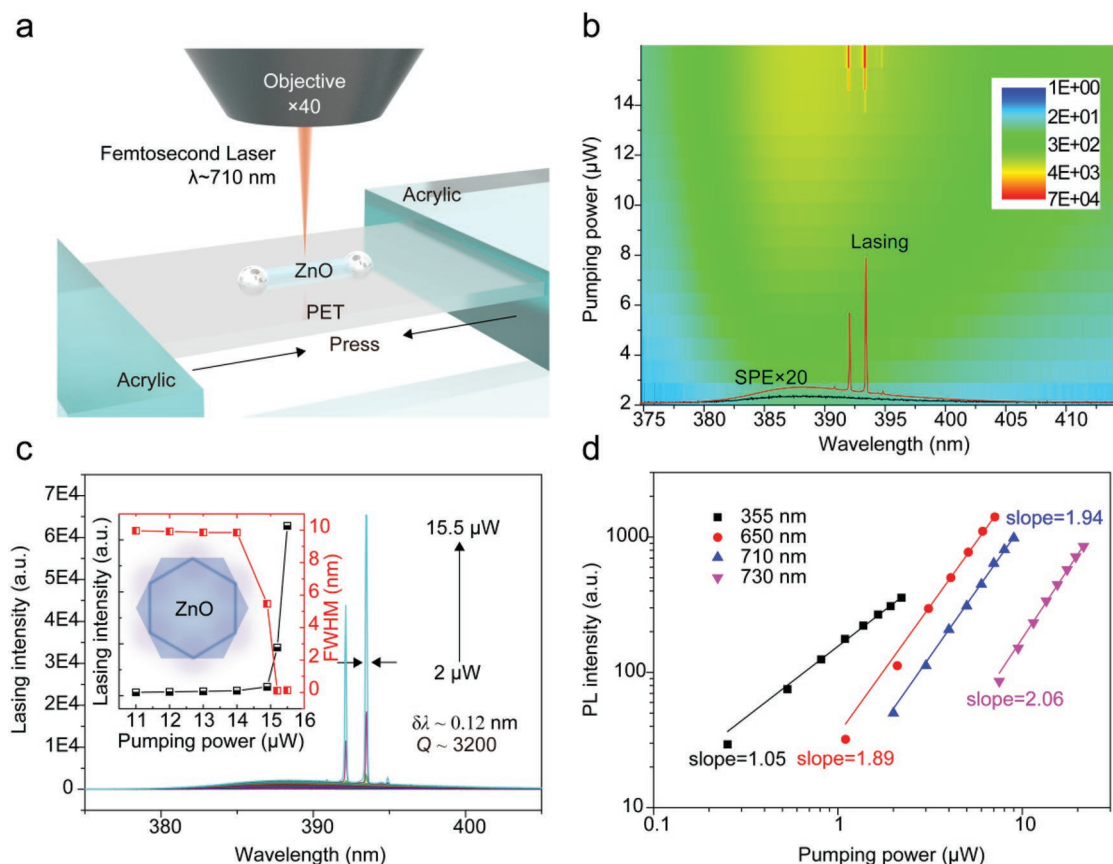 a
Objective
×40
Femtosecond Laser
λ~710 nm
Acrylic
ZnO
PET
Press
Acrylic
b
Pumping power (μW)
14
12
10
8
6
4
2
1E+00
2E+01
3E+02
4E+03
7E+04
Lasing
SPE×20
375 380 385 390 395 400 405 410
Wavelength (nm)
c
Lasing intensity (a.u.)
7E4
6E4
5E4
4E4
3E4
2E4
1E4
0
Lasing intensity (a.u.)
ZnO
10
8
6
4
2
0
FWHM (nm)
11 12 13 14 15 16
Pumping power (μW)
15.5 μW
2 μW
δλ ~ 0.12 nm
Q ~ 3200
380 390 400
Wavelength (nm)
d
PL intensity (a.u.)
1000
100
10
355 nm
650 nm
710 nm
730 nm
slope=1.94
slope=2.06
slope=1.05
slope=1.89
0.1 1 10
Pumping power (μW)